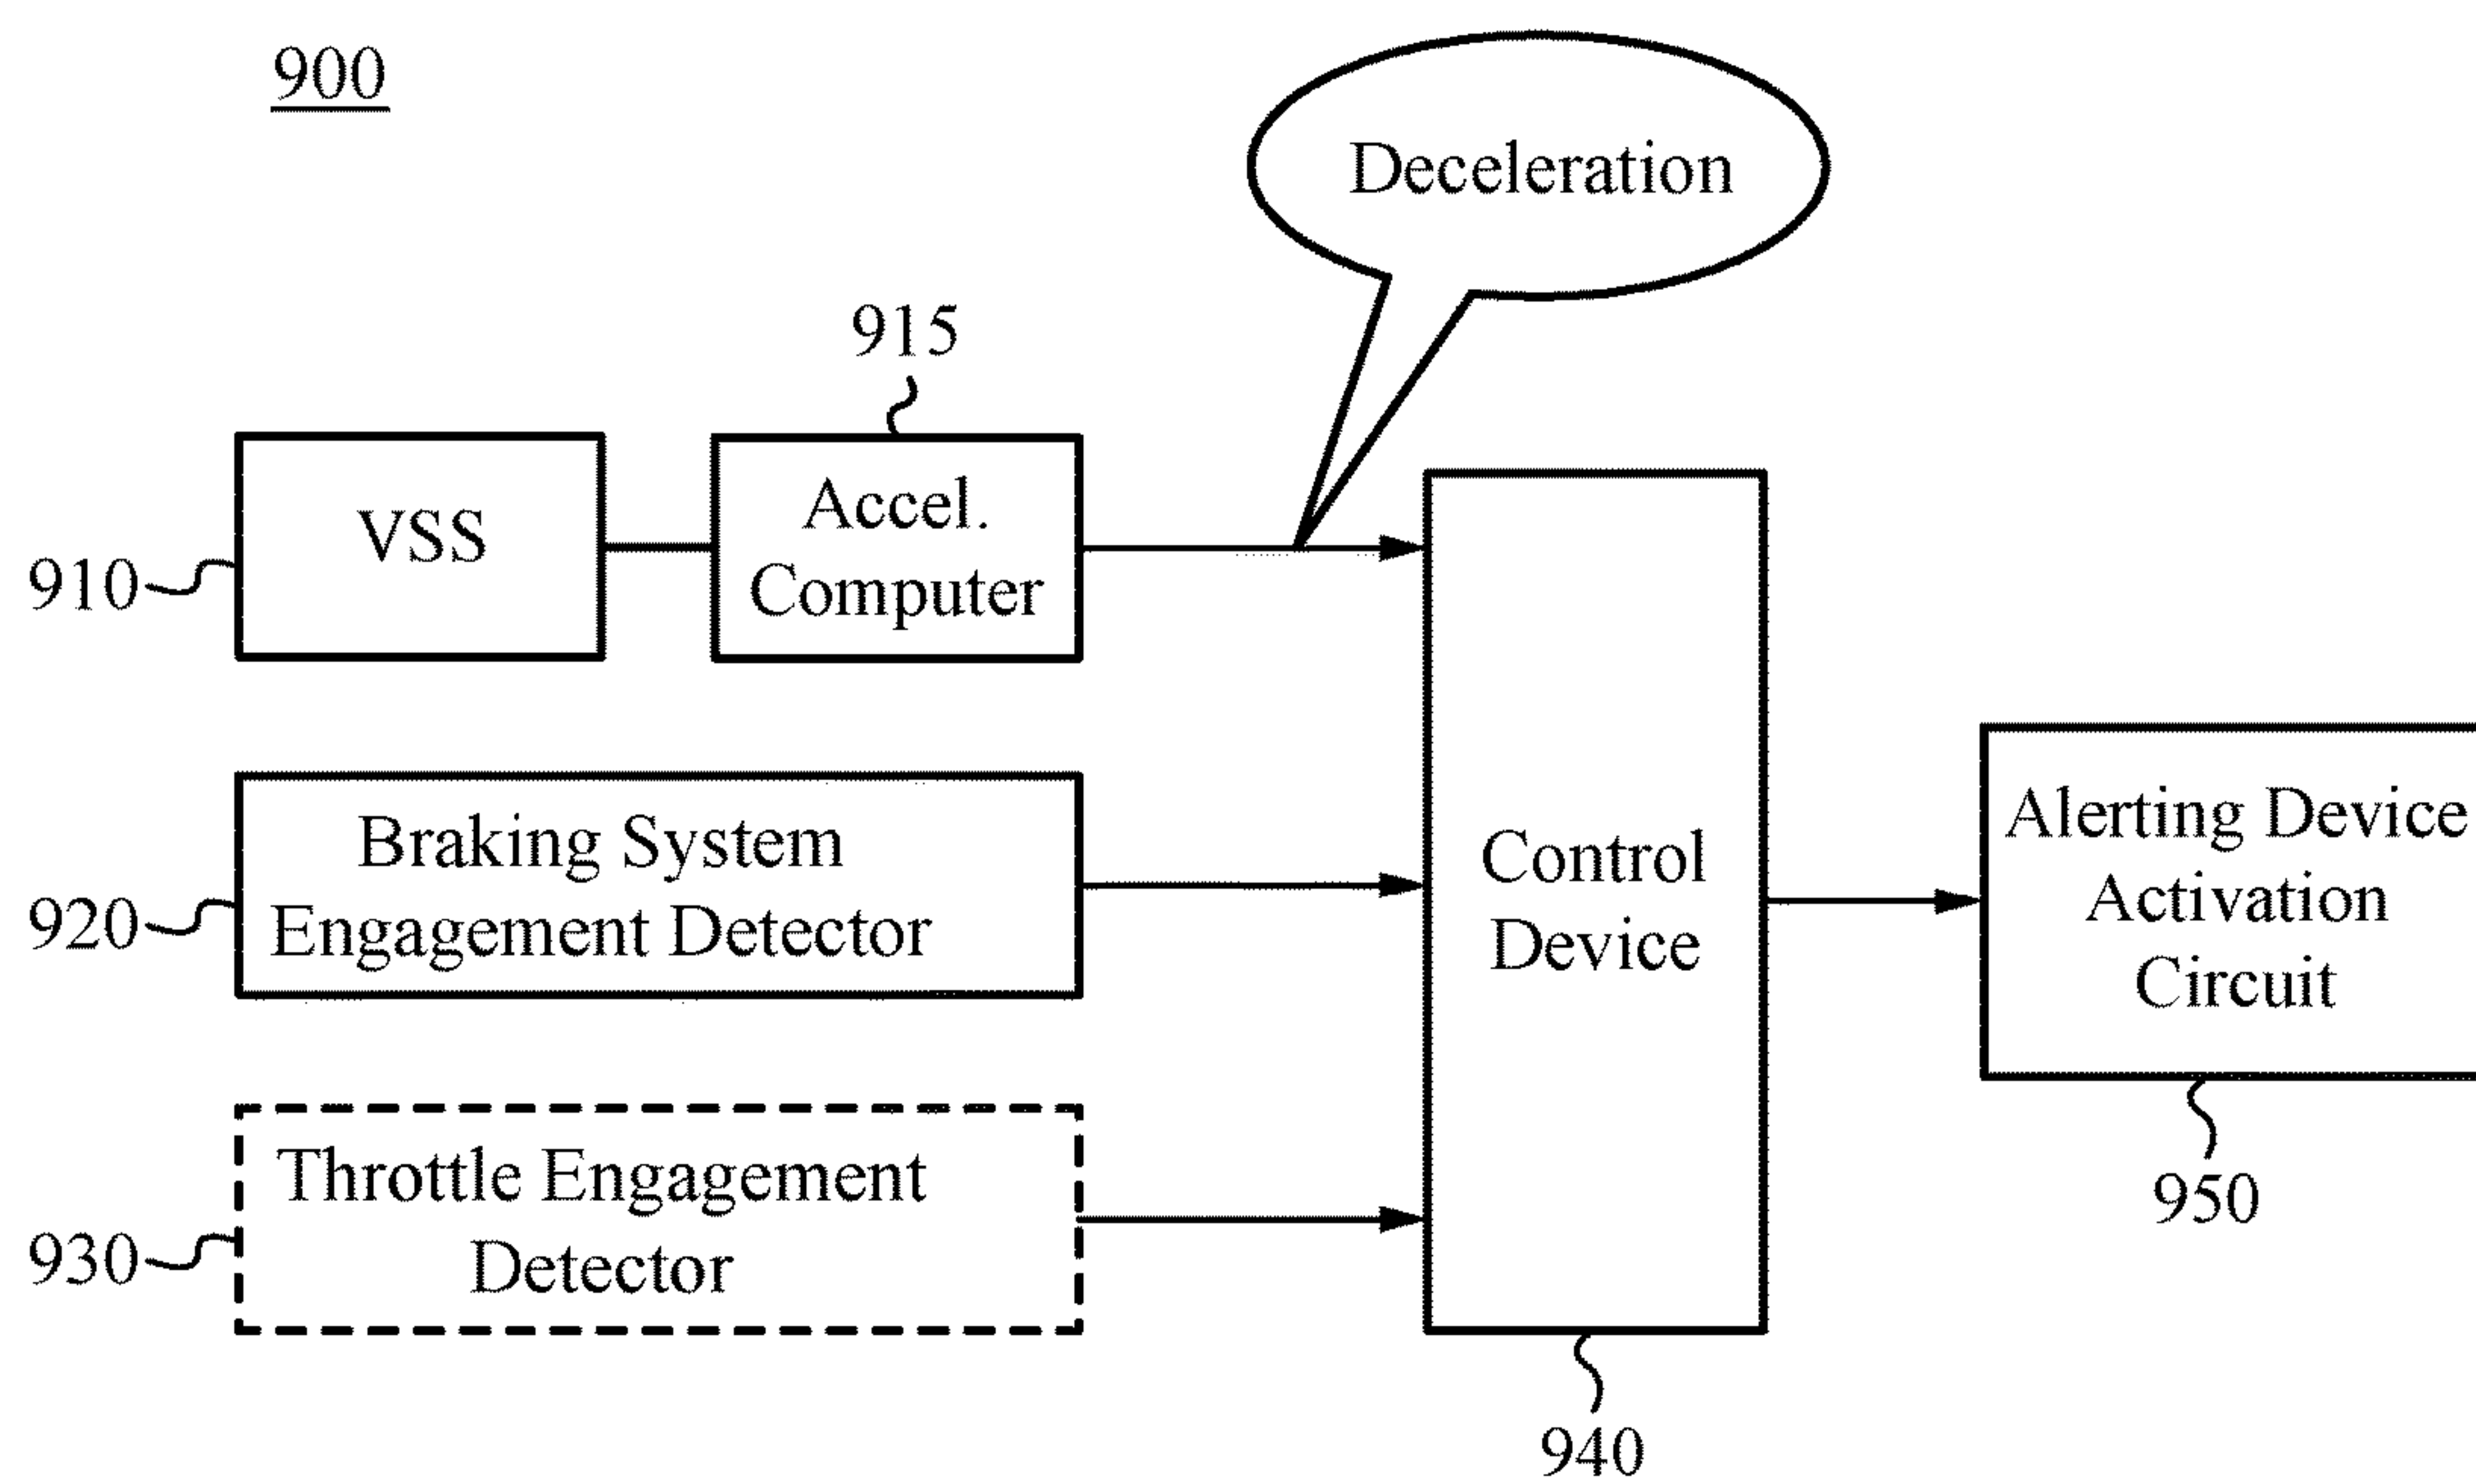 900
Deceleration
915
VSS
Accel.
Computer
910
Braking System
Engagement Detector
920
Control
Device
Alerting Device
Activation
Circuit
Throttle Engagement
Detector
930
950
940